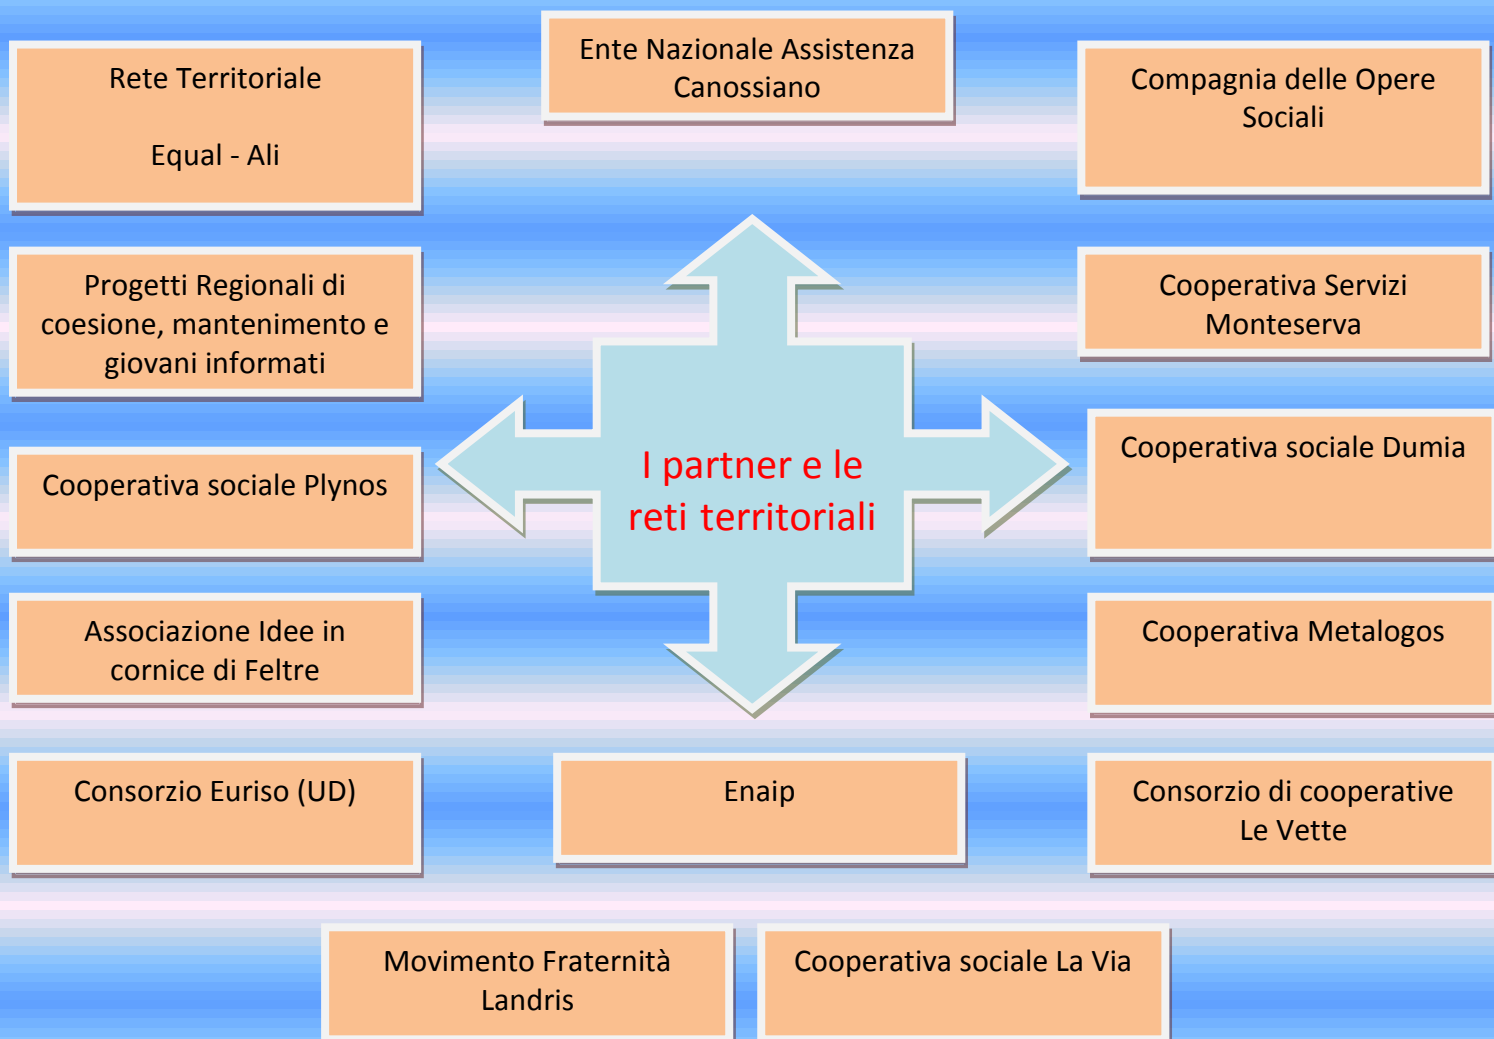 Rete Territoriale
Equal - Ali
Ente Nazionale Assistenza
Canossiano
Compagnia delle Opere
Sociali
Progetti Regionali di
coesione, mantenimento e
giovani informati
Cooperativa Servizi
Monteserva
Cooperativa sociale Plynos
I partner e le
reti territoriali
Cooperativa sociale Dumia
Associazione Idee in
cornice di Feltre
Cooperativa Metalogos
Consorzio Euriso (UD)
Enaip
Consorzio di cooperative
Le Vette
Movimento Fraternità
Landris
Cooperativa sociale La Via